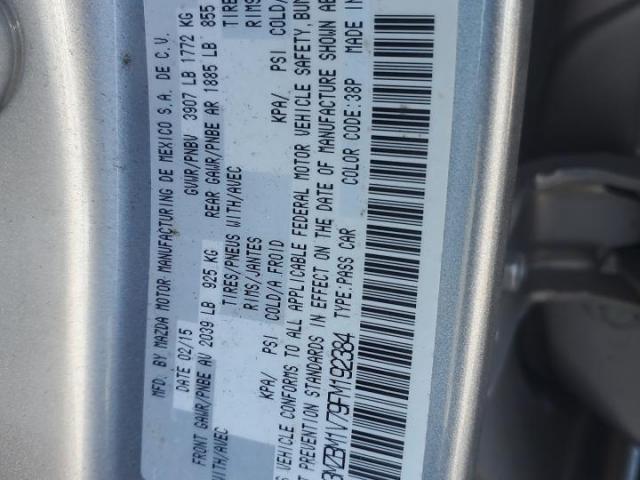 MFD. BY MAZDA MOTOR MANUFACTURING DE MEXICO S.A. DE C.V.
DATE 02/15 GVWR/PNBV 3907 LB 1772 KG
FRONT GAWR/PNBE AV 2039 LB 925 KG REAR GAWR/PNBE AR 1885 LB 855
WITH/AVEC TIRES/PNEUS WITH/AVEC TIRE
RIMS/JANTES RIMS
KPA/ PSI COLD/A FROID KPA/ PSI COLD/
S VEHICLE CONFORMS TO ALL APPLICABLE FEDERAL MOTOR VEHICLE SAFETY, BUM
T PREVENTION STANDARDS IN EFFECT ON THE DATE OF MANUFACTURE SHOWN AB
3MZBM1V79FM192384 TYPE:PASS CAR COLOR CODE:38P MADE IN